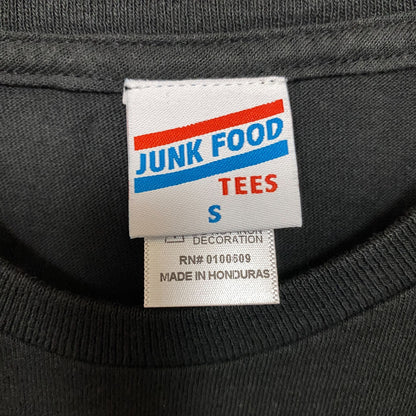 JUNK FOOD
TEES
S
DECORATION
RN# 0100609
MADE IN HONDURAS